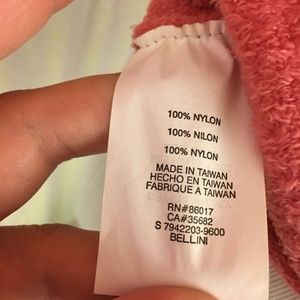 100% NYLON
100% NILON
100% NYLON
MADE IN TAIWAN
HECHO EN TAIWAN
FABRIQUE A TAIWAN
RN#86017
CA#35682
S 7942203-9600
BELLINI